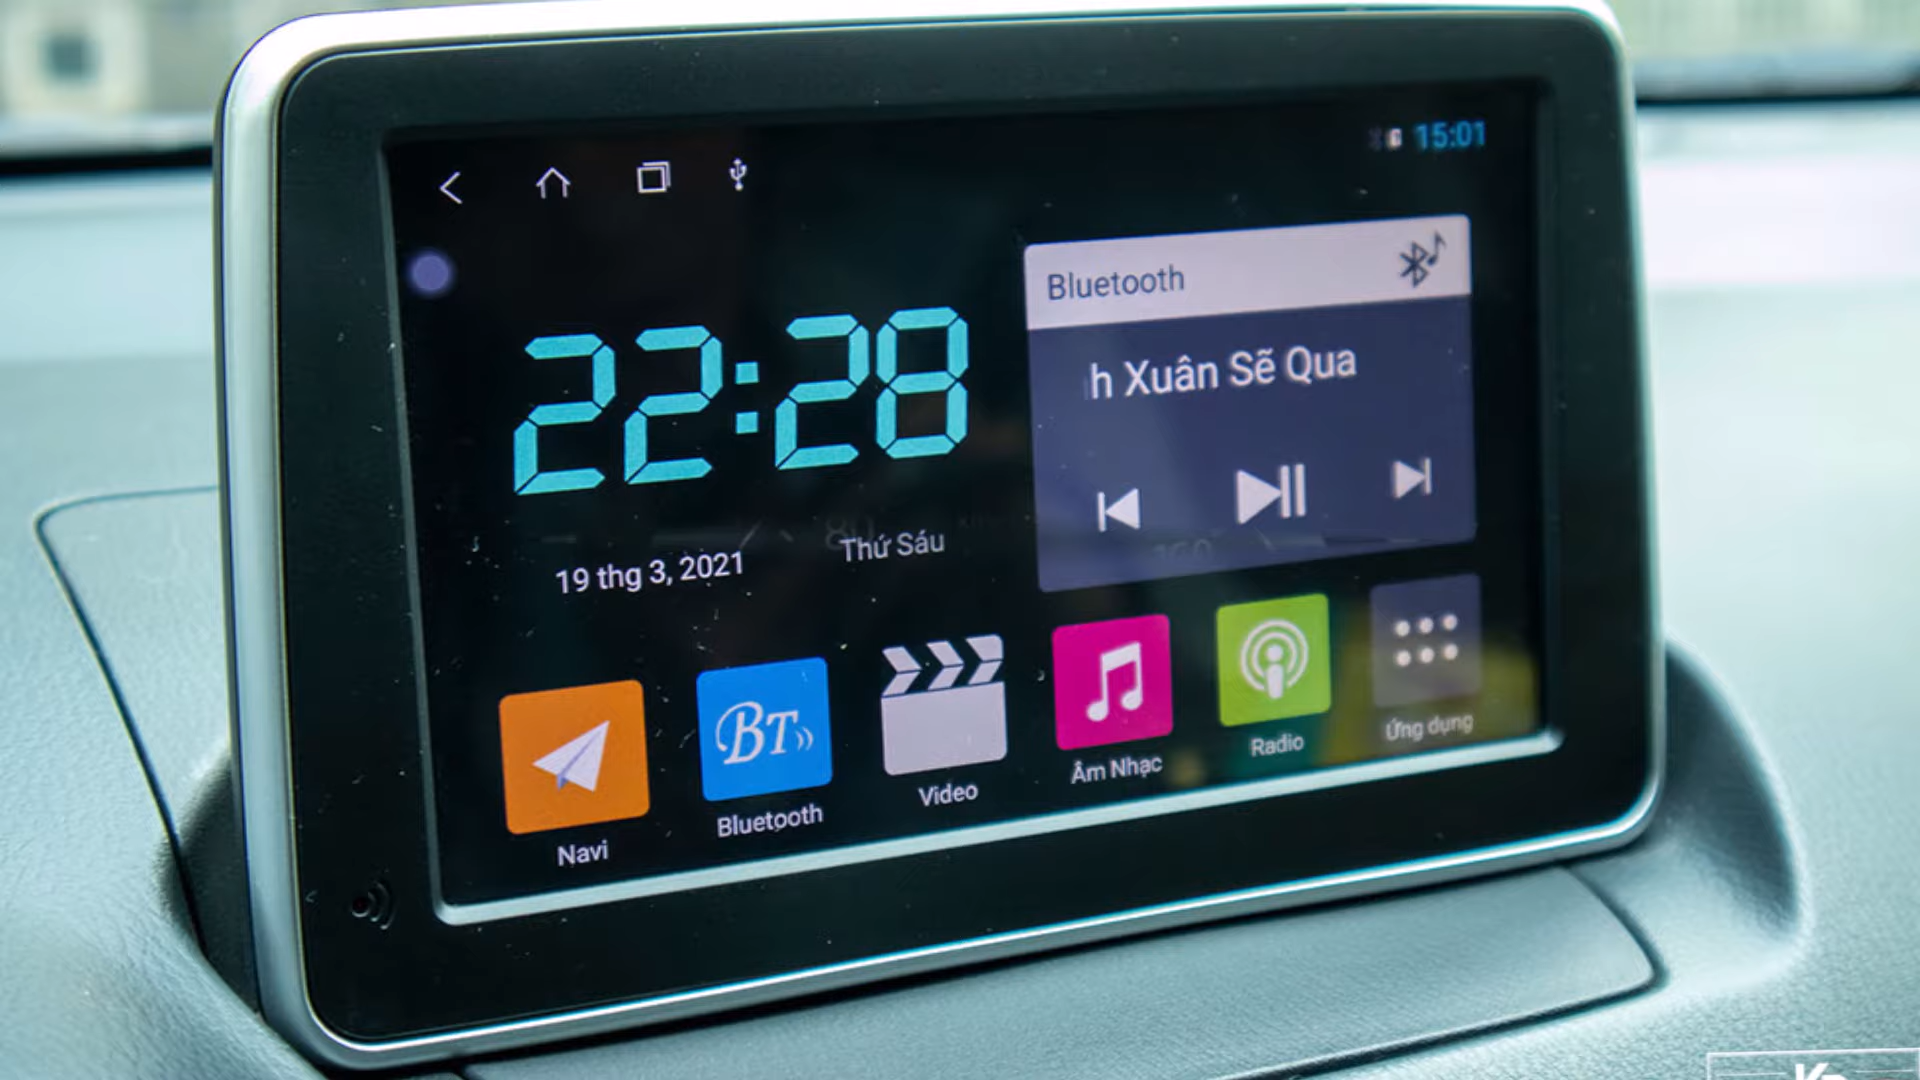 15:01
Bluetooth
22:28
h Xuân Sẽ Qua
19 thg 3, 2021
Thứ Sáu
BT
Navi
Bluetooth
Video
Âm Nhạc
Radio
Ứng dụng